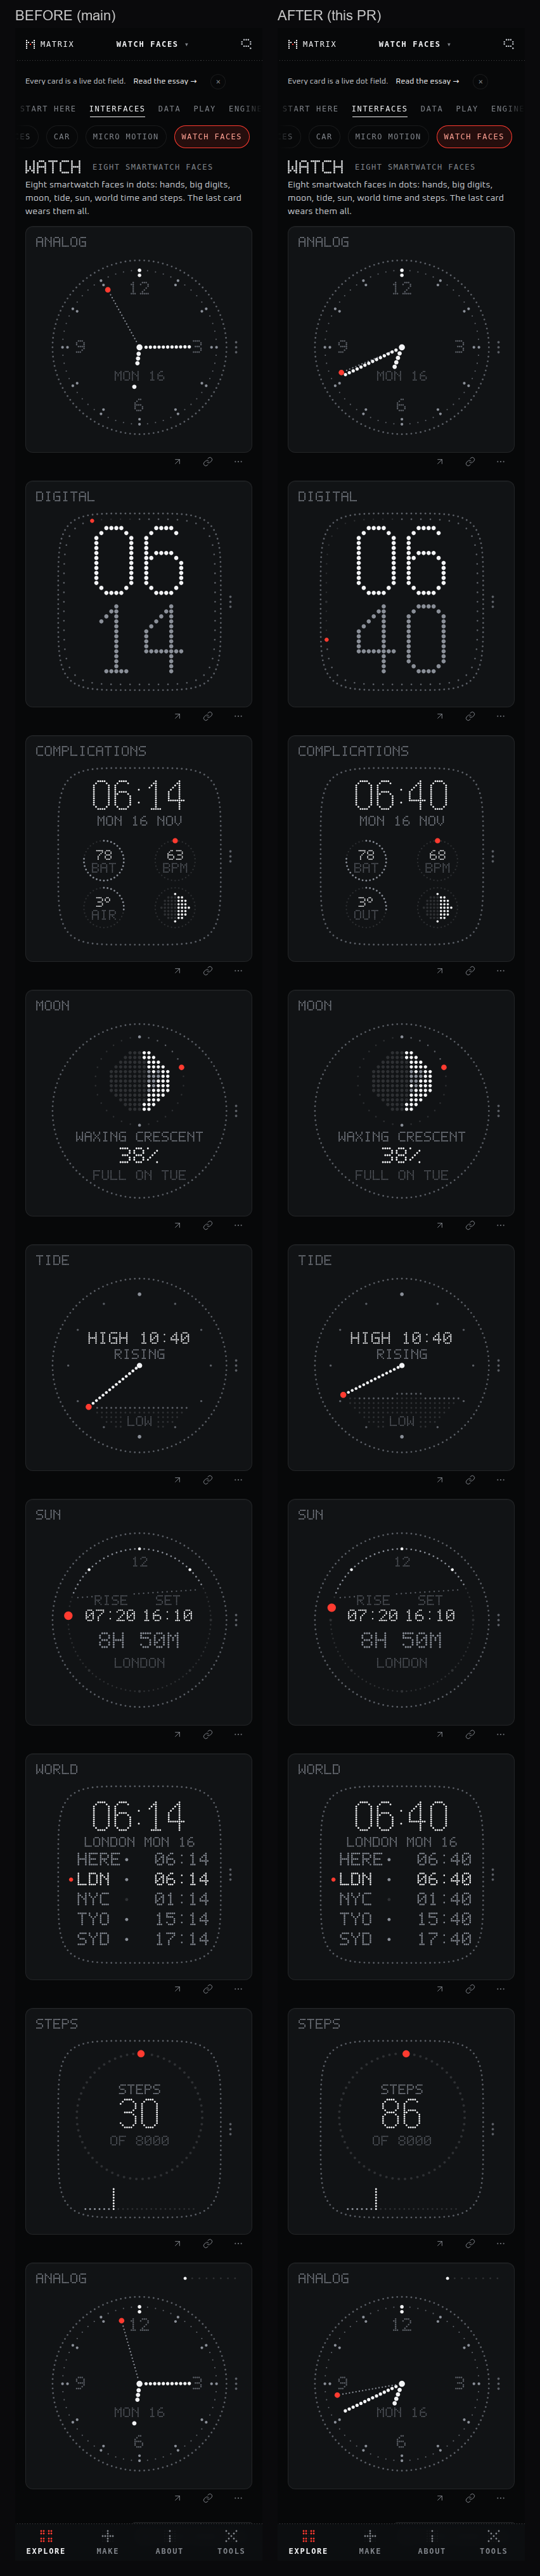 BEFORE (main)
MATRIX
WATCH FACES
Every card is a live dot field. Read the essay →
START HERE INTERFACES DATA PLAY ENGINE
ES CAR MICRO MOTION WATCH FACES
WATCH EIGHT SMARTWATCH FACES
Eight smartwatch faces in dots: hands, big digits,
moon, tide, sun, world time and steps. The last card
wears them all.
ANALOG
12
9 3
MON 16
6
DIGITAL
06
14
COMPLICATIONS
06:14
MON 16 NOV
78 63
BAT BPM
3°
AIR
MOON
WAXING CRESCENT
38%
FULL ON TUE
TIDE
HIGH 10:40
RISING
LOW
SUN
12
RISE SET
07:20 16:10
8H 50M
LONDON
WORLD
06:14
LONDON MON 16
HERE 06:14
LDN 06:14
NYC 01:14
TYO 15:14
SYD 17:14
STEPS
STEPS
30
OF 8000
ANALOG
12
9 3
MON 16
6
EXPLORE MAKE ABOUT TOOLS
AFTER (this PR)
MATRIX
WATCH FACES
Every card is a live dot field. Read the essay →
START HERE INTERFACES DATA PLAY ENGINE
ES CAR MICRO MOTION WATCH FACES
WATCH EIGHT SMARTWATCH FACES
Eight smartwatch faces in dots: hands, big digits,
moon, tide, sun, world time and steps. The last card
wears them all.
ANALOG
12
9 3
MON 16
6
DIGITAL
06
40
COMPLICATIONS
06:40
MON 16 NOV
78 68
BAT BPM
3°
OUT
MOON
WAXING CRESCENT
38%
FULL ON TUE
TIDE
HIGH 10:40
RISING
LOW
SUN
12
RISE SET
07:20 16:10
8H 50M
LONDON
WORLD
06:40
LONDON MON 16
HERE 06:40
LDN 06:40
NYC 01:40
TYO 15:40
SYD 17:40
STEPS
STEPS
86
OF 8000
ANALOG
12
9 3
MON 16
6
EXPLORE MAKE ABOUT TOOLS